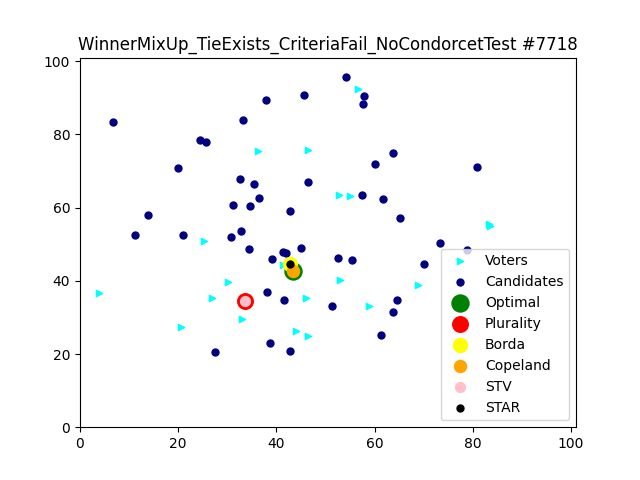 WinnerMixUp_TieExists_CriteriaFail_NoCondorcetTest #7718
100
80
60
40
20
0
0 20 40 60 80 100
Voters
Candidates
Optimal
Plurality
Borda
Copeland
STV
STAR